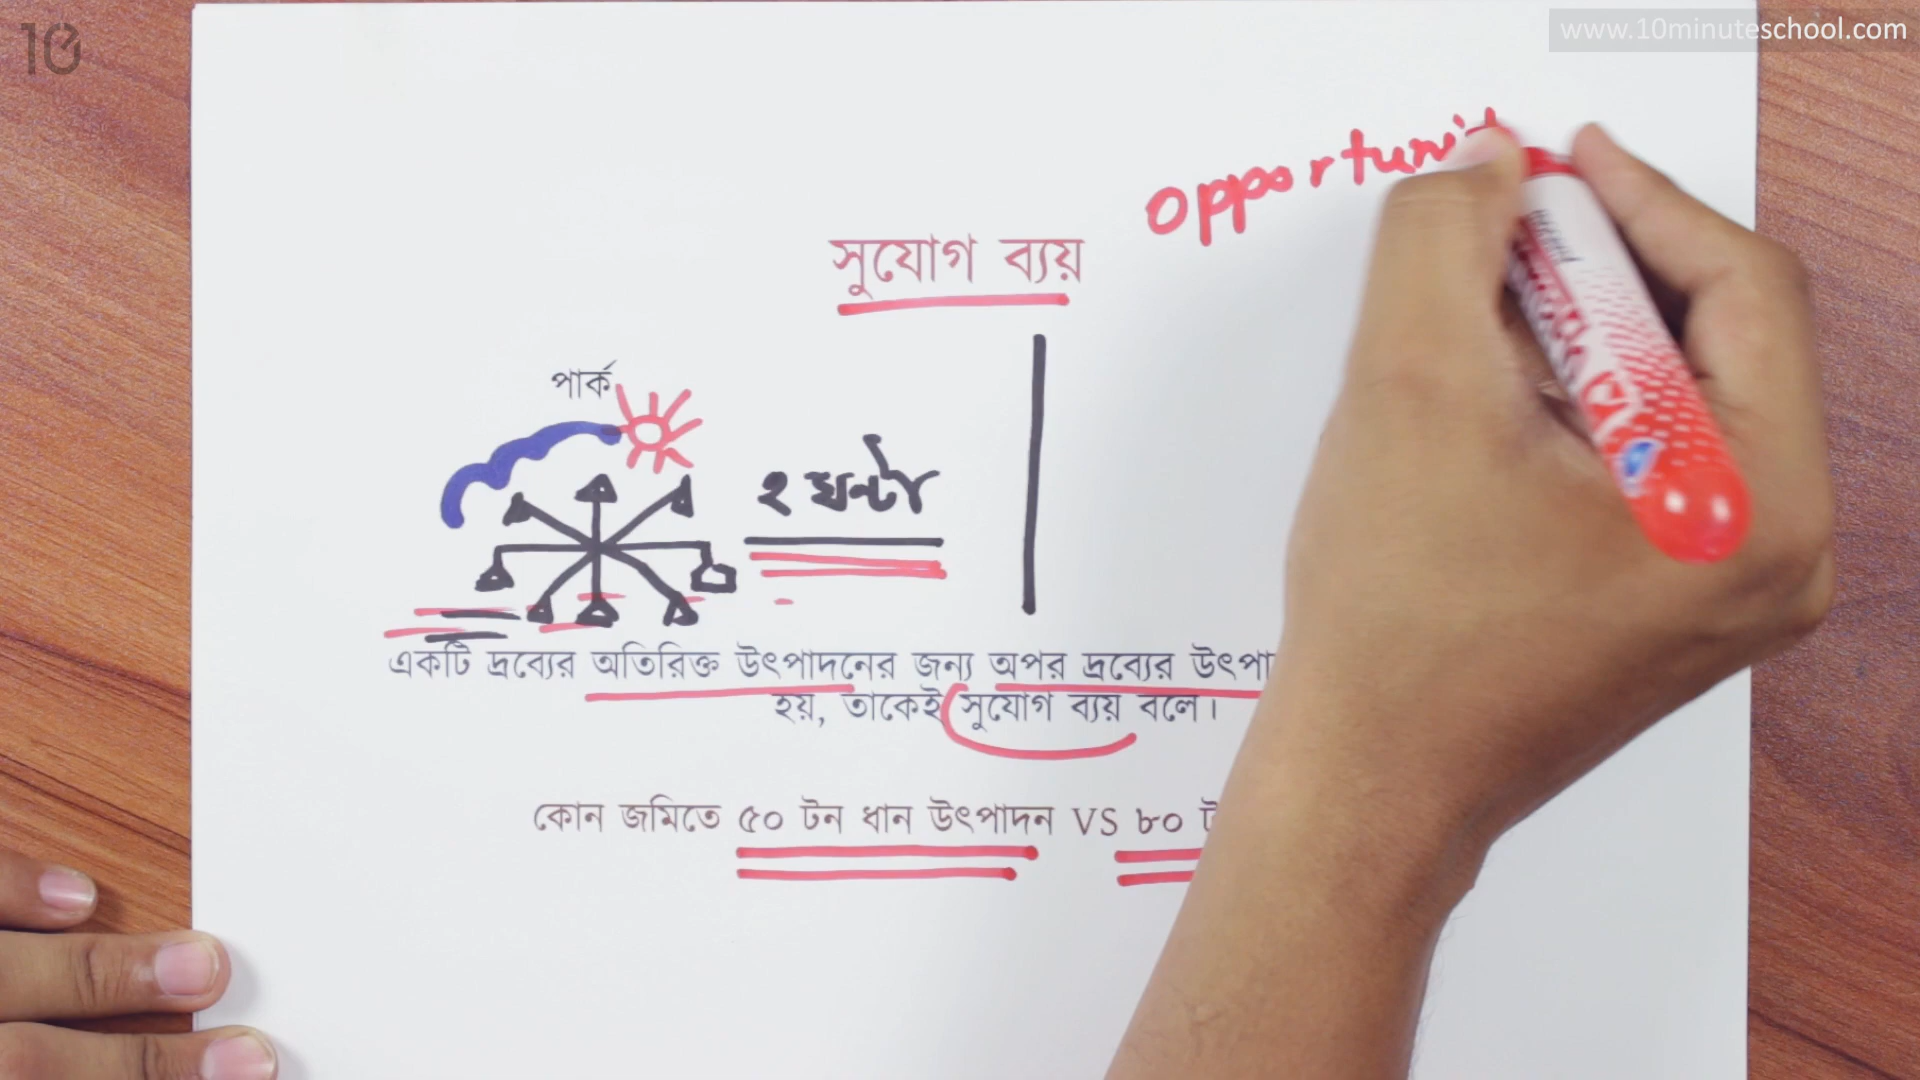 10
www.10minuteschool.com
opportunit
সুযোগ ব্যয়
পার্ক
২ ঘন্টা
একটি দ্রব্যের অতিরিক্ত উৎপাদনের জন্য অপর দ্রব্যের উৎপা
হয়, তাকেই সুযোগ ব্যয় বলে।
কোন জমিতে ৫০ টন ধান উৎপাদন VS ৮০ ট